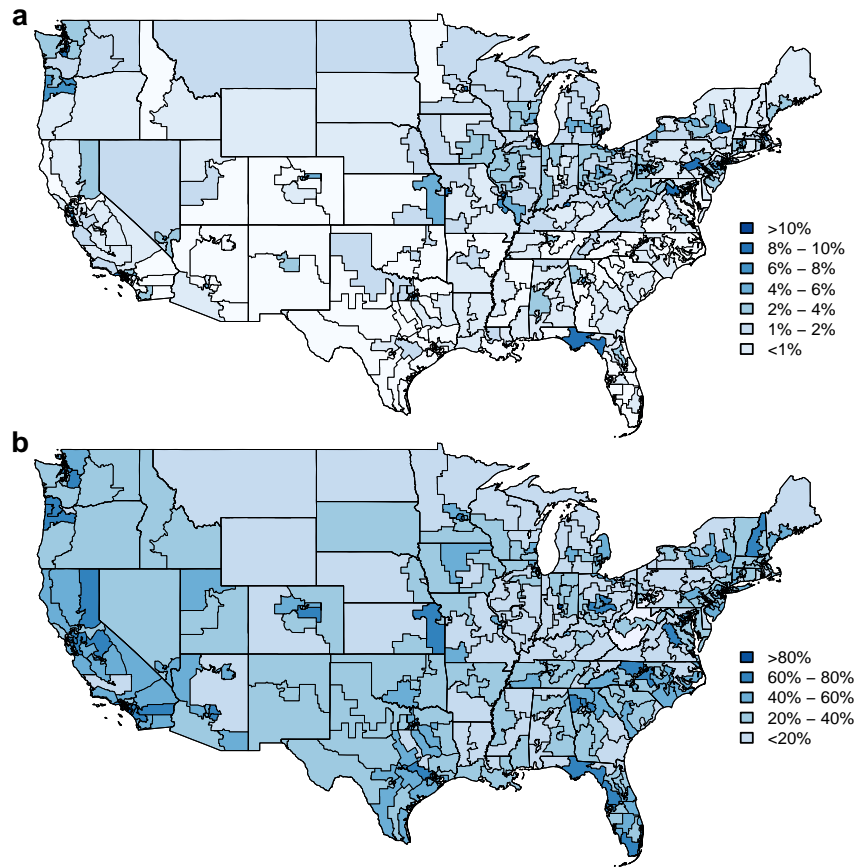 a
>10%
8% – 10%
6% – 8%
4% – 6%
2% – 4%
1% – 2%
<1%
b
>80%
60% – 80%
40% – 60%
20% – 40%
<20%